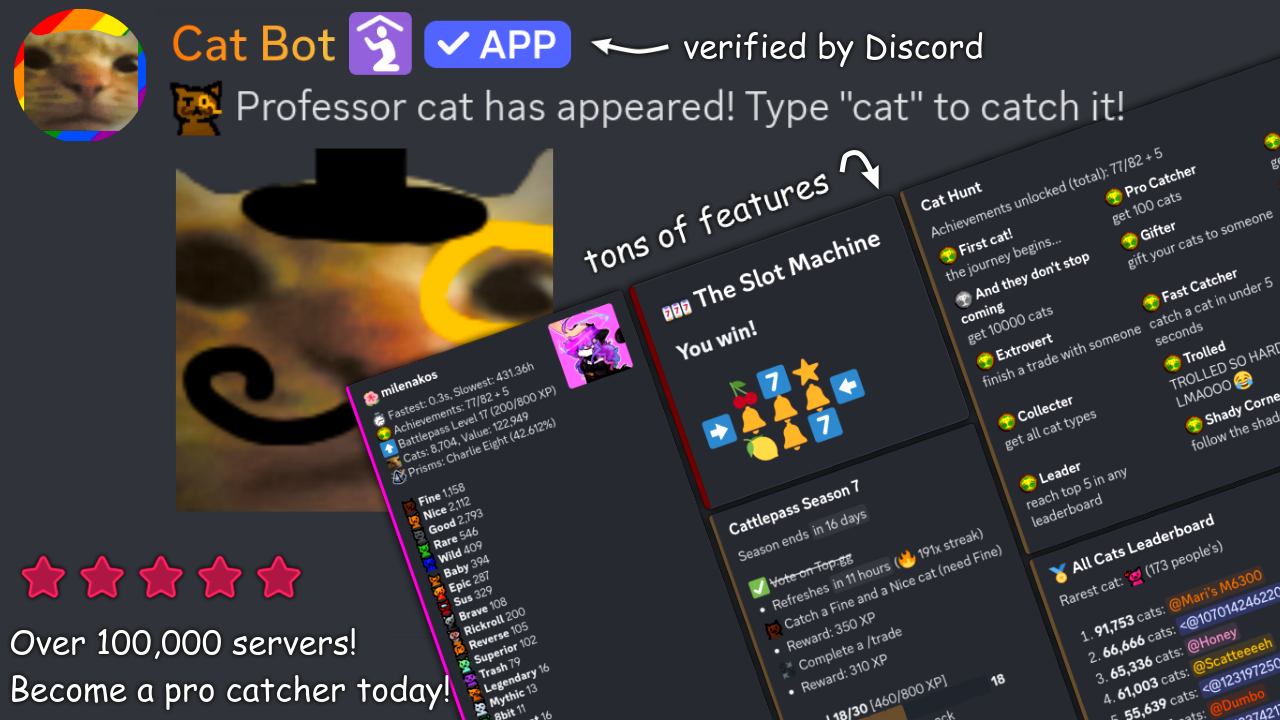 Cat Bot ✓ APP
verified by Discord
Professor cat has appeared! Type "cat" to catch it!
tons of features
milenakos
Fastest: 0.3s, Slowest: 431.36h
Achievements: 77/82 + 5
Battlepass Level 17 (200/800 XP)
Cats: 8,704, Value: 122,949
Prisms: Charlie Eight (42.612%)
Fine 1,158
Nice 2,112
Good 2,793
Rare 546
Wild 409
Baby 394
Epic 287
Sus 329
Brave 108
Rickroll 200
Reverse 105
Superior 102
Trash 79
Legendary 16
Mythic 13
8bit 11
16
777 The Slot Machine
You win!
7
7
Cattlepass Season 7
Season ends in 16 days
Vote on Top.gg
• Refreshes in 11 hours (🔥 191x streak)
Catch a Fine and a Nice cat (need Fine)
• Reward: 350 XP
Complete a /trade
• Reward: 310 XP
18/30 [460/800 XP]
18
Cat Hunt
Achievements unlocked (total): 77/82 + 5
First cat!
the journey begins...
And they don't stop
coming
get 10000 cats
Extrovert
finish a trade with someone
Collecter
get all cat types
Leader
reach top 5 in any
leaderboard
Pro Catcher
get 100 cats
Gifter
gift your cats to someone
Fast Catcher
catch a cat in under 5
seconds
Trolled
TROLLED SO HARD
LMAOOO 😂
Shady Corne
follow the shad
All Cats Leaderboard
Rarest cat: (173 people's)
1. 91,753 cats: @Mari's M6300
2. 66,666 cats: <@107014246220
3. 65,336 cats: @Honey
4. 61,003 cats: @Scatteeeeh
5. 55,639 cats: <@123197250
@Dumbo
Over 100,000 servers!
Become a pro catcher today!